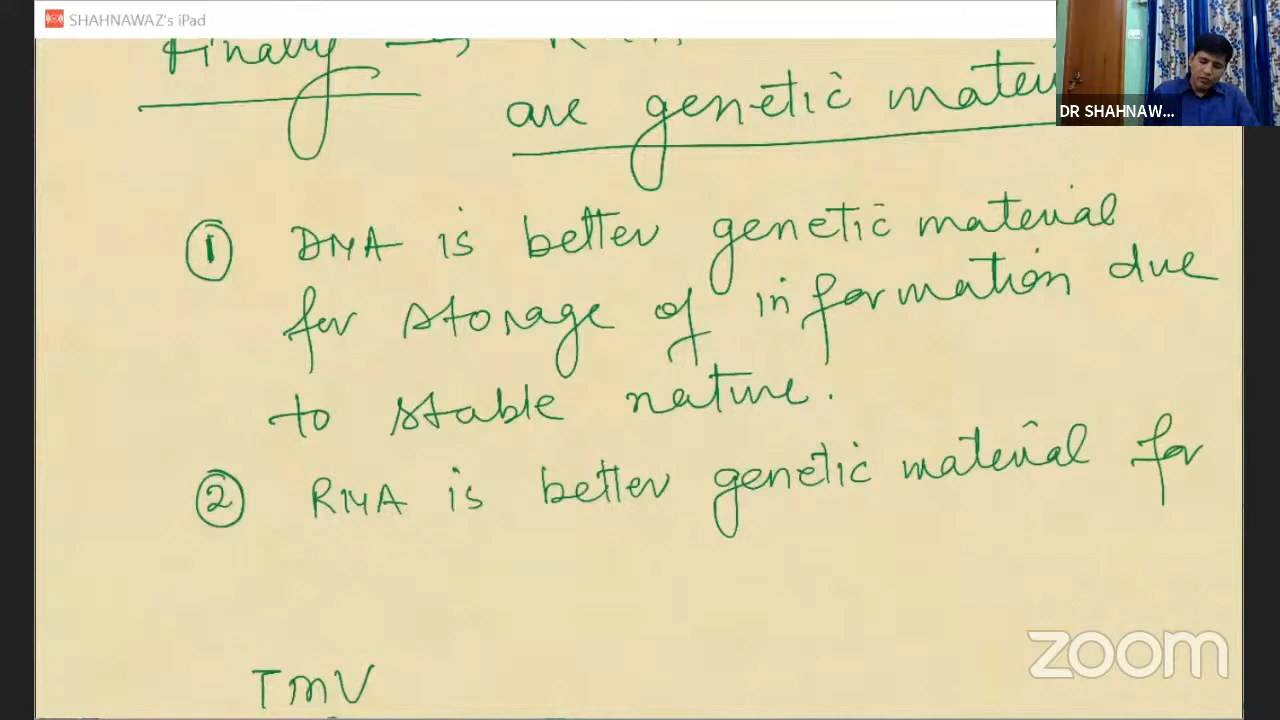 SHAHNAWAZ's iPad
Finally →
are genetic
DR SHAHNAW...
① DNA is better genetic material
for storage of information due
to stable nature.
② RNA is better genetic material for
TMV
zoom